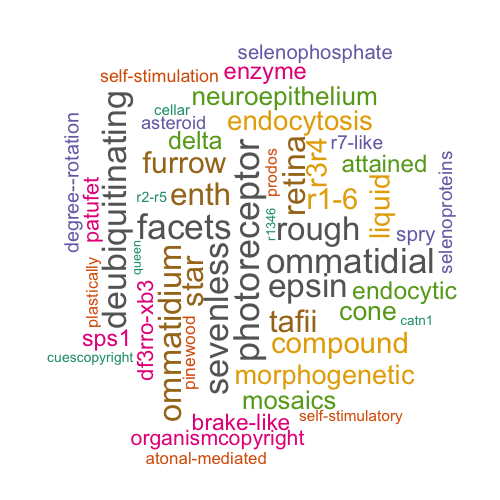 selenophosphate
self-stimulation
enzyme
neuroepithelium
cellar
asteroid
endocytosis
delta
r7-like
degree--rotation
patufet
deubiquitinating
furrow
prodos
retina
r3r4
attained
r2-r5
enth
r1-6
liquid
selenoproteins
facets
photoreceptor
r1346
rough
spry
plastically
queen
ommatidium
star
sevenless
ommatidial
epsin
endocytic
sps1
df3rro-xb3
pinewood
tafii
cone
catn1
cuescopyright
compound
morphogenetic
mosaics
brake-like
self-stimulatory
organismcopyright
atonal-mediated